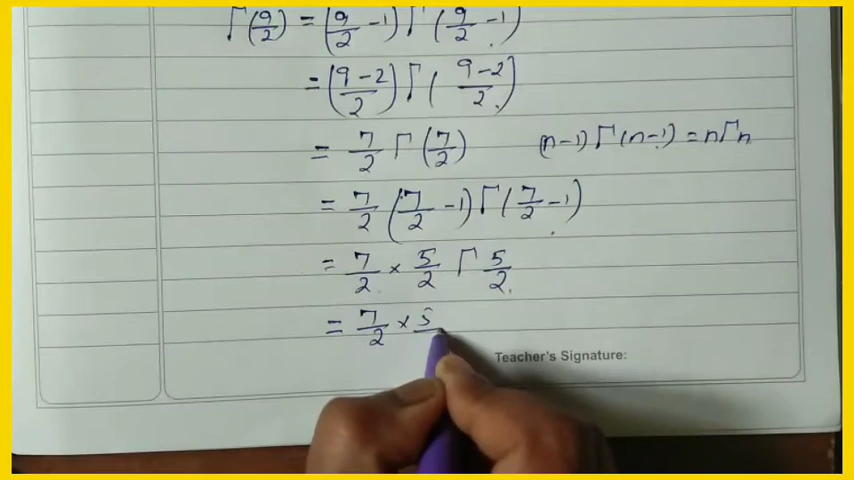 Γ(9/2) = (9/2 -1) Γ (9/2 -1)
= (9-2/2) Γ (9-2/2)
= 7/2 Γ (7/2) (n-1) Γ (n-1) = nΓn
= 7/2 (7/2 -1) Γ (7/2 -1)
= 7/2 × 5/2 Γ 5/2
= 7/2 × 5
Teacher's Signature: